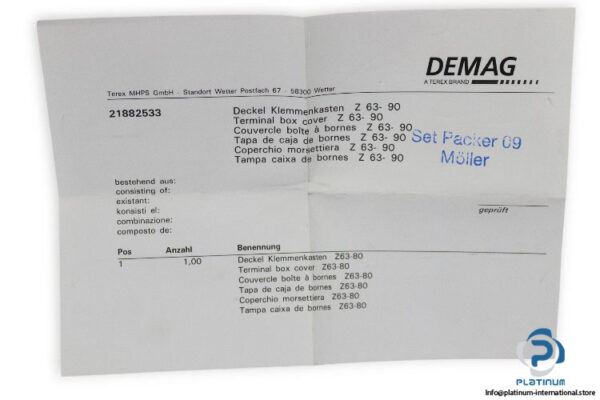 DEMAG
A TEREX BRAND
Terex MHPS GmbH · Standort Wetter Postfach 67 · 58300 Wetter
21882533
Deckel Klemmenkasten Z 63- 90
Terminal box cover Z 63- 90
Couvercle boîte à bornes Z 63- 90
Tapa de caja de bornes Z 63- 90
Coperchio morsettiera Z 63- 90
Tampa caixa de bornes Z 63- 90
Set Packer 09
Möller
bestehend aus:
consisting of:
existant:
konsisti el:
combinazione:
composto de:
geprüft
Pos Anzahl Benennung
1 1,00 Deckel Klemmenkasten Z63-80
Terminal box cover Z63-80
Couvercle boîte à bornes Z63-80
Tapa de caja de bornes Z63-80
Coperchio morsettiera Z63-80
Tampa caixa de bornes Z63-80
PLATINUM
INTERNATIONAL
info@platinum-international.store